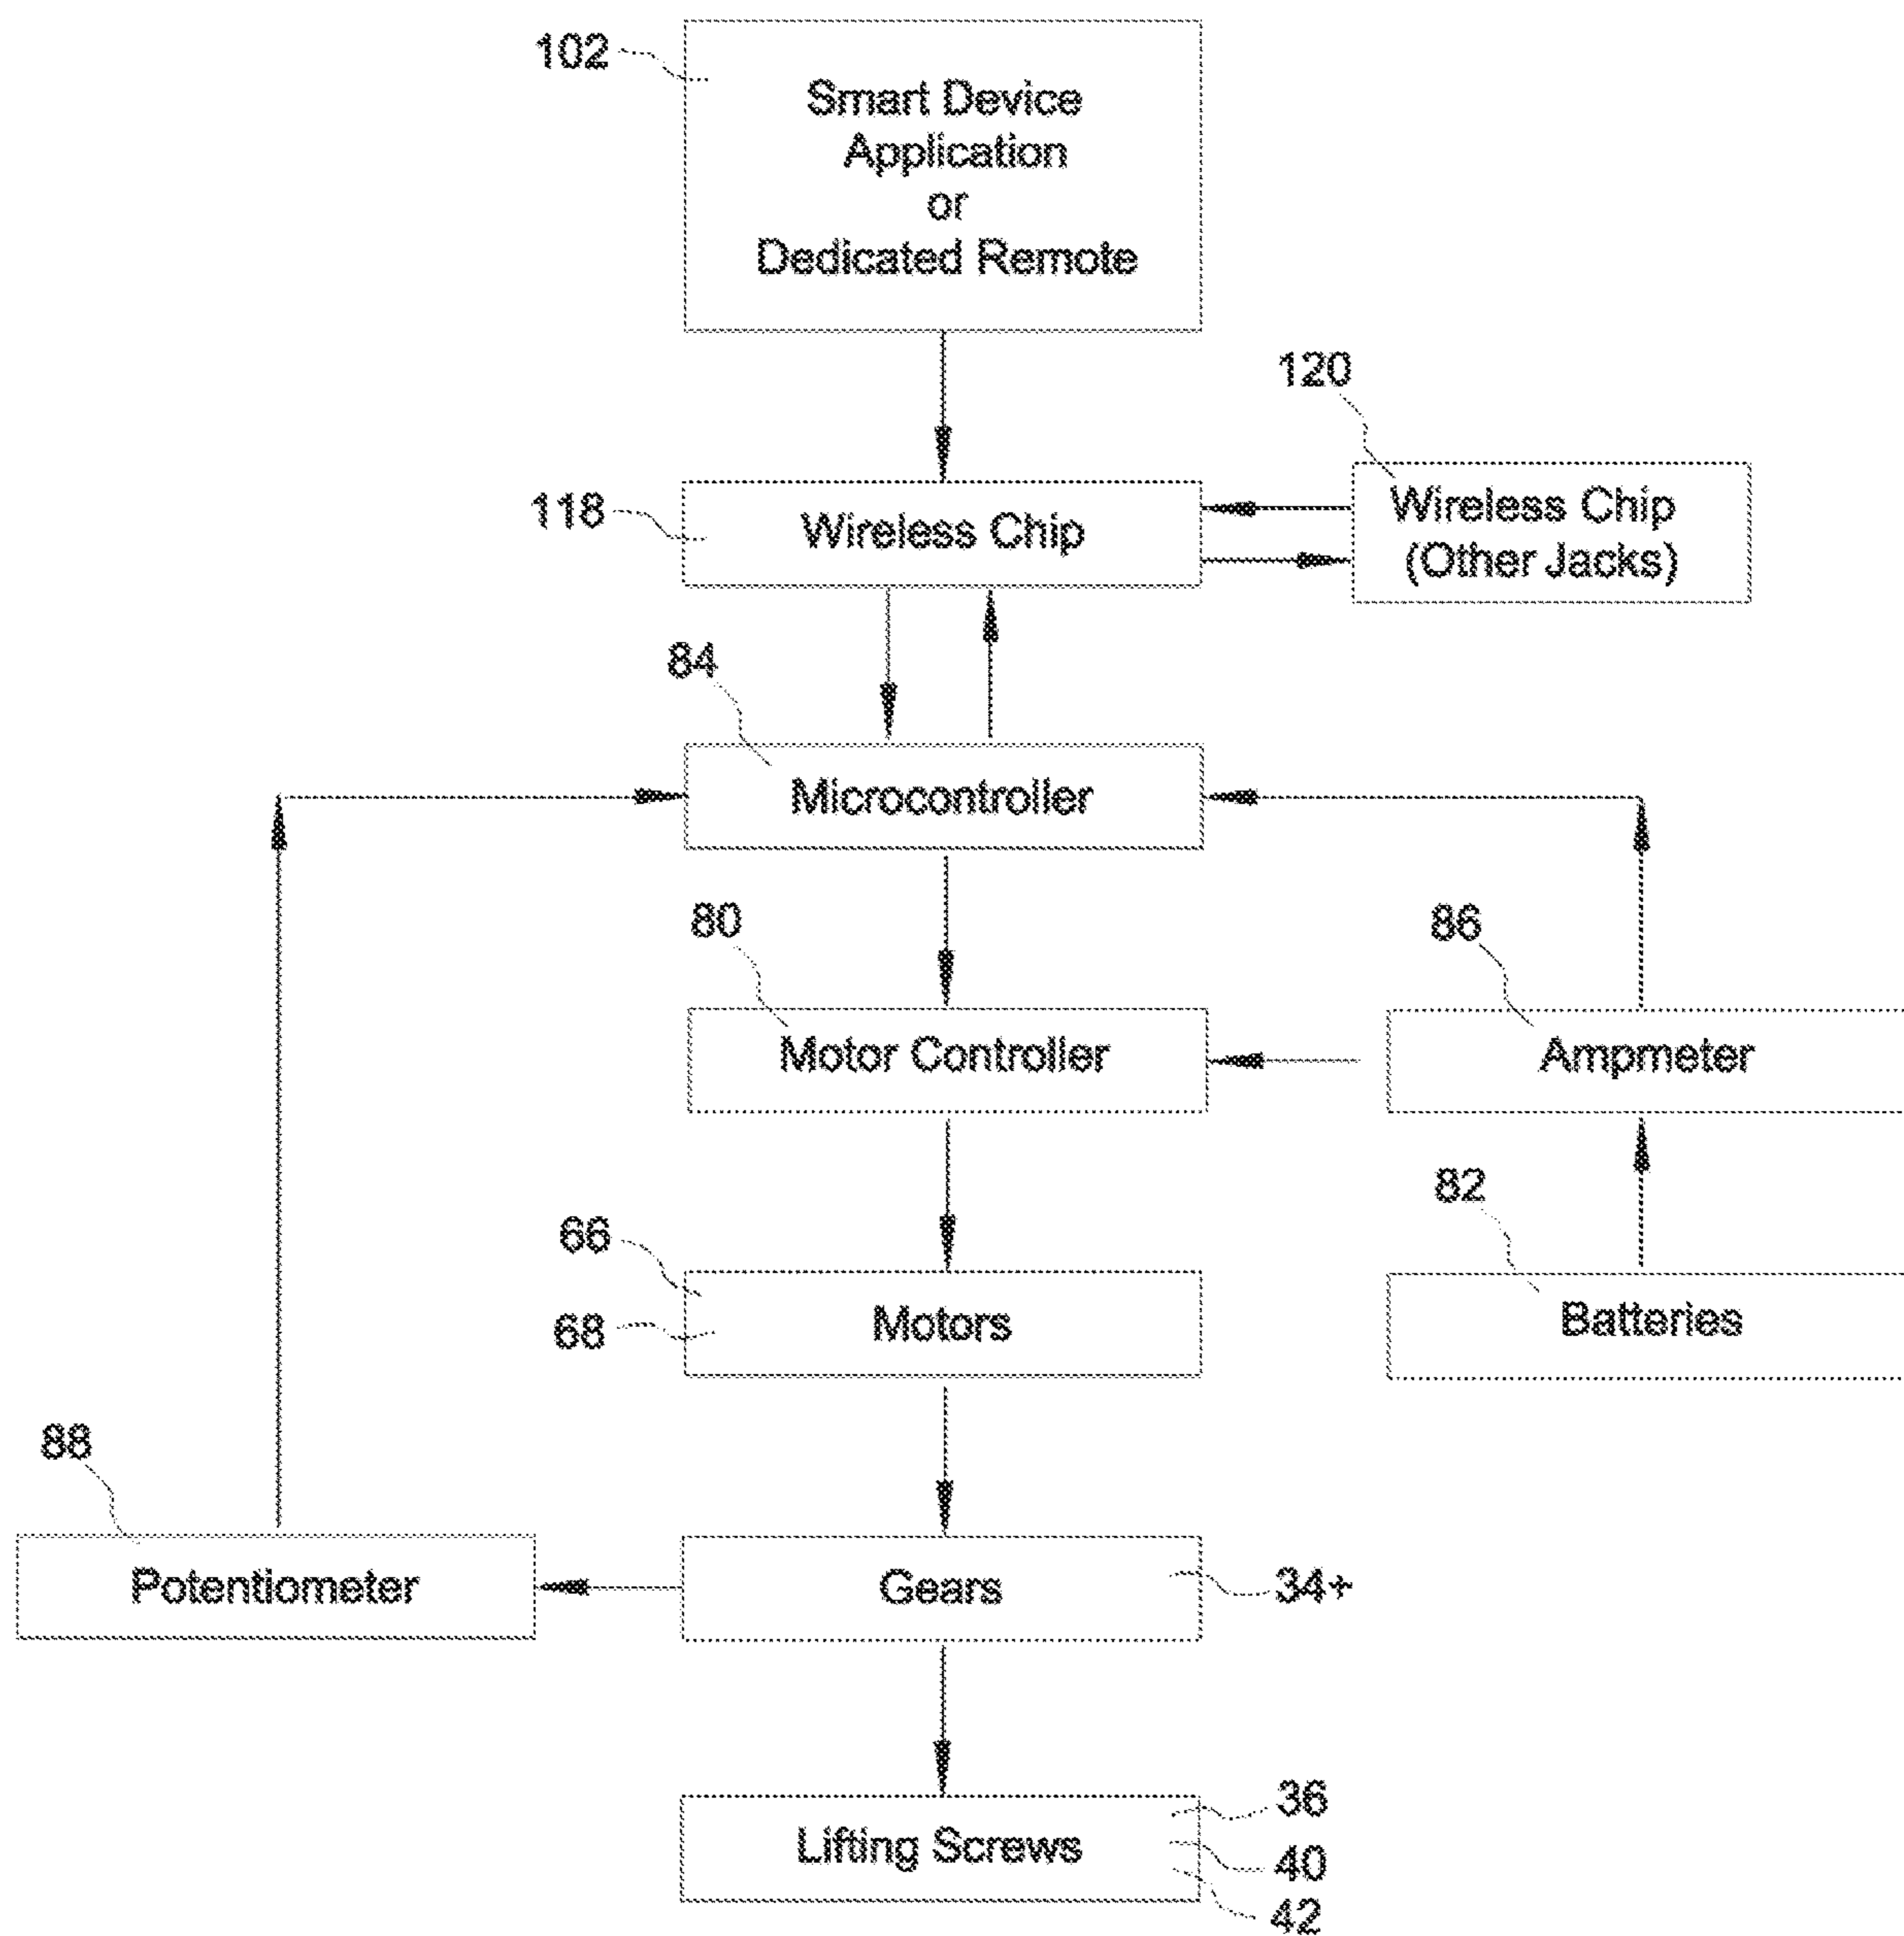 102
Smart Device
Application
or
Dedicated Remote
120
118
Wireless Chip
Wireless Chip
(Other Jacks)
84
Microcontroller
80
86
Motor Controller
Ampmeter
82
66
68
Motors
Batteries
88
Potentiometer
Gears
34+
36
Lifting Screws
40
42